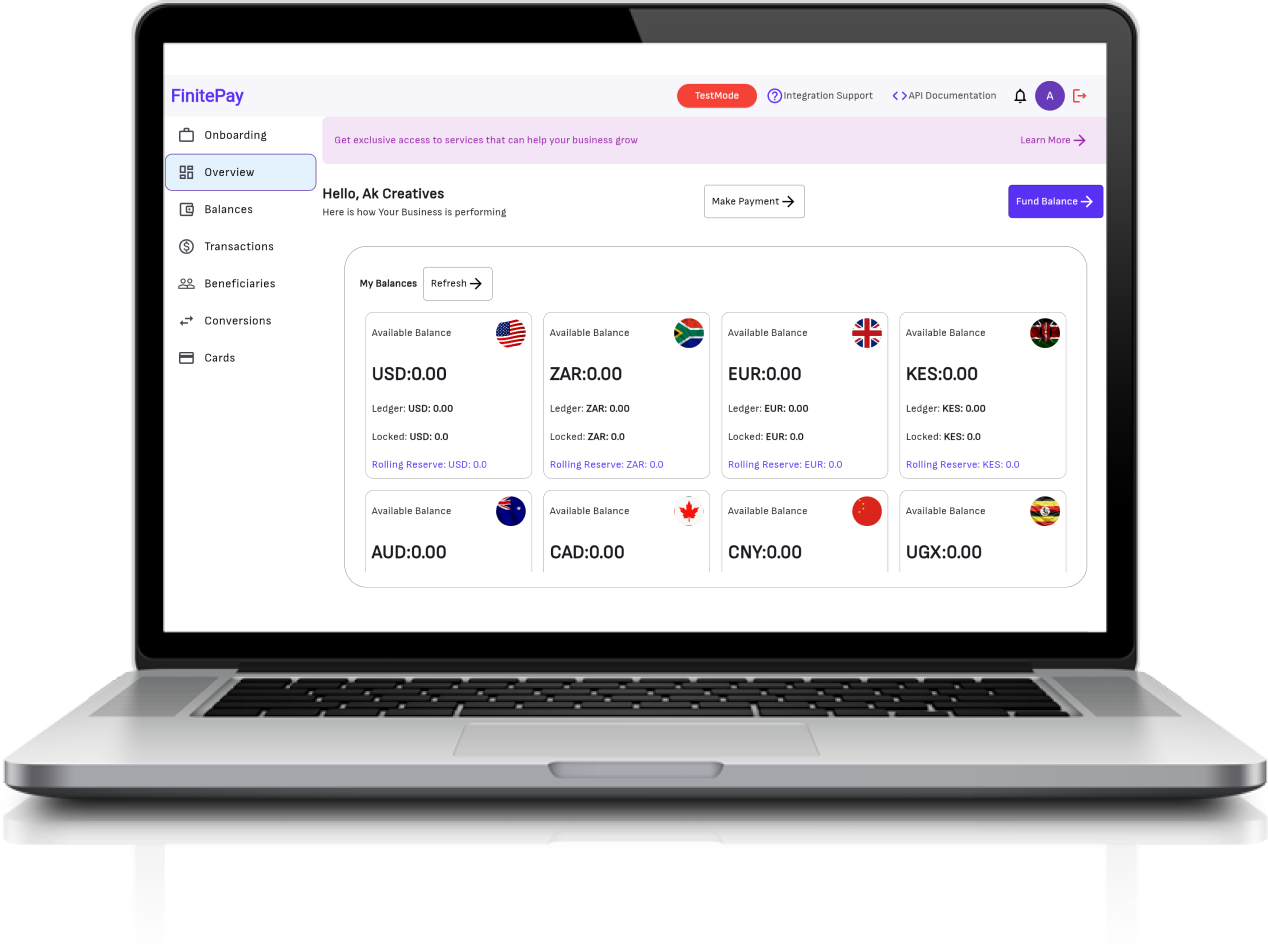 FinitePay
TestMode
Integration Support
API Documentation
A
Onboarding
Overview
Balances
Transactions
Beneficiaries
Conversions
Cards
Get exclusive access to services that can help your business grow
Learn More
Hello, Ak Creatives
Here is how Your Business is performing
Make Payment
Fund Balance
My Balances
Refresh
Available Balance
USD:0.00
Ledger: USD: 0.00
Locked: USD: 0.0
Rolling Reserve: USD: 0.0
Available Balance
ZAR:0.00
Ledger: ZAR: 0.00
Locked: ZAR: 0.0
Rolling Reserve: ZAR: 0.0
Available Balance
EUR:0.00
Ledger: EUR: 0.00
Locked: EUR: 0.0
Rolling Reserve: EUR: 0.0
Available Balance
KES:0.00
Ledger: KES: 0.00
Locked: KES: 0.0
Rolling Reserve: KES: 0.0
Available Balance
AUD:0.00
Available Balance
CAD:0.00
Available Balance
CNY:0.00
Available Balance
UGX:0.00